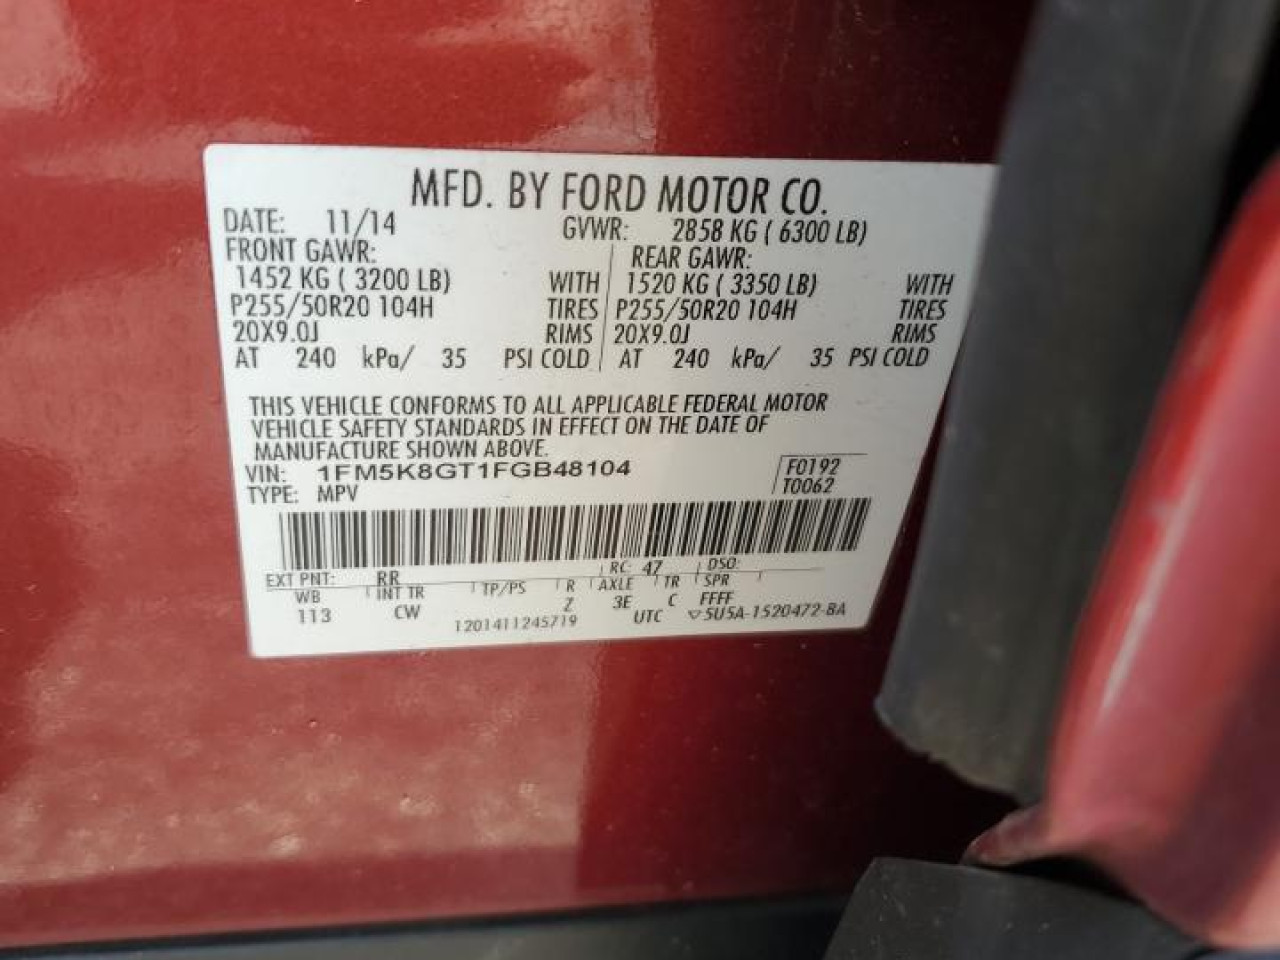 MFD. BY FORD MOTOR CO.
DATE: 11/14 GVWR: 2858 KG ( 6300 LB)
FRONT GAWR: REAR GAWR:
1452 KG ( 3200 LB) WITH 1520 KG ( 3350 LB) WITH
P255/50R20 104H TIRES P255/50R20 104H TIRES
20X9.0J RIMS 20X9.0J RIMS
AT 240 kPa/ 35 PSI COLD AT 240 kPa/ 35 PSI COLD
THIS VEHICLE CONFORMS TO ALL APPLICABLE FEDERAL MOTOR
VEHICLE SAFETY STANDARDS IN EFFECT ON THE DATE OF
MANUFACTURE SHOWN ABOVE.
VIN: 1FM5K8GT1FGB48104 F0192
TYPE: MPV T0062
EXT PNT: RR RC: 47 DSO:
WB INT TR TP/PS R AXLE TR SPR
113 CW Z 3E C FFFF
1201411245719 UTC ▽5U5A-1520472-BA